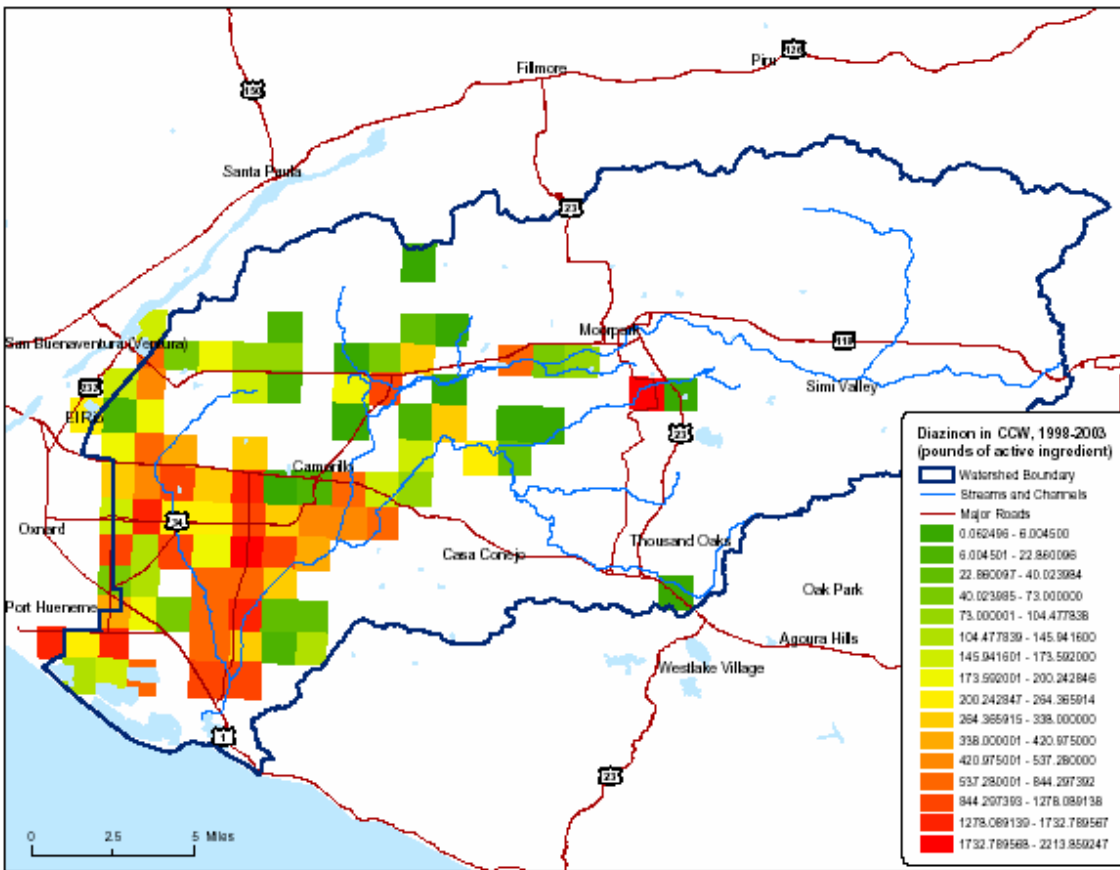 126
Piru
Fillmore
150
Santa Paula
23
San Buenaventura (Ventura)
Moorpark
118
Simi Valley
El Rio
23
Camarillo
Oxnard
34
Casa Conejo
Thousand Oaks
Oak Park
Port Hueneme
Agoura Hills
Westlake Village
1
23
0 2.5 5 Miles
Diazinon in CCW, 1998-2003
(pounds of active ingredient)
Watershed Boundary
Streams and Channels
Major Roads
0.062496 - 6.004500
6.004501 - 22.860096
22.860097 - 40.023984
40.023985 - 73.000000
73.000001 - 104.477838
104.477839 - 145.941600
145.941601 - 173.592000
173.592001 - 200.242846
200.242847 - 264.365914
264.365915 - 338.000000
338.000001 - 420.975000
420.975001 - 537.280000
537.280001 - 844.297392
844.297393 - 1278.089138
1278.089139 - 1732.789567
1732.789568 - 2213.859247